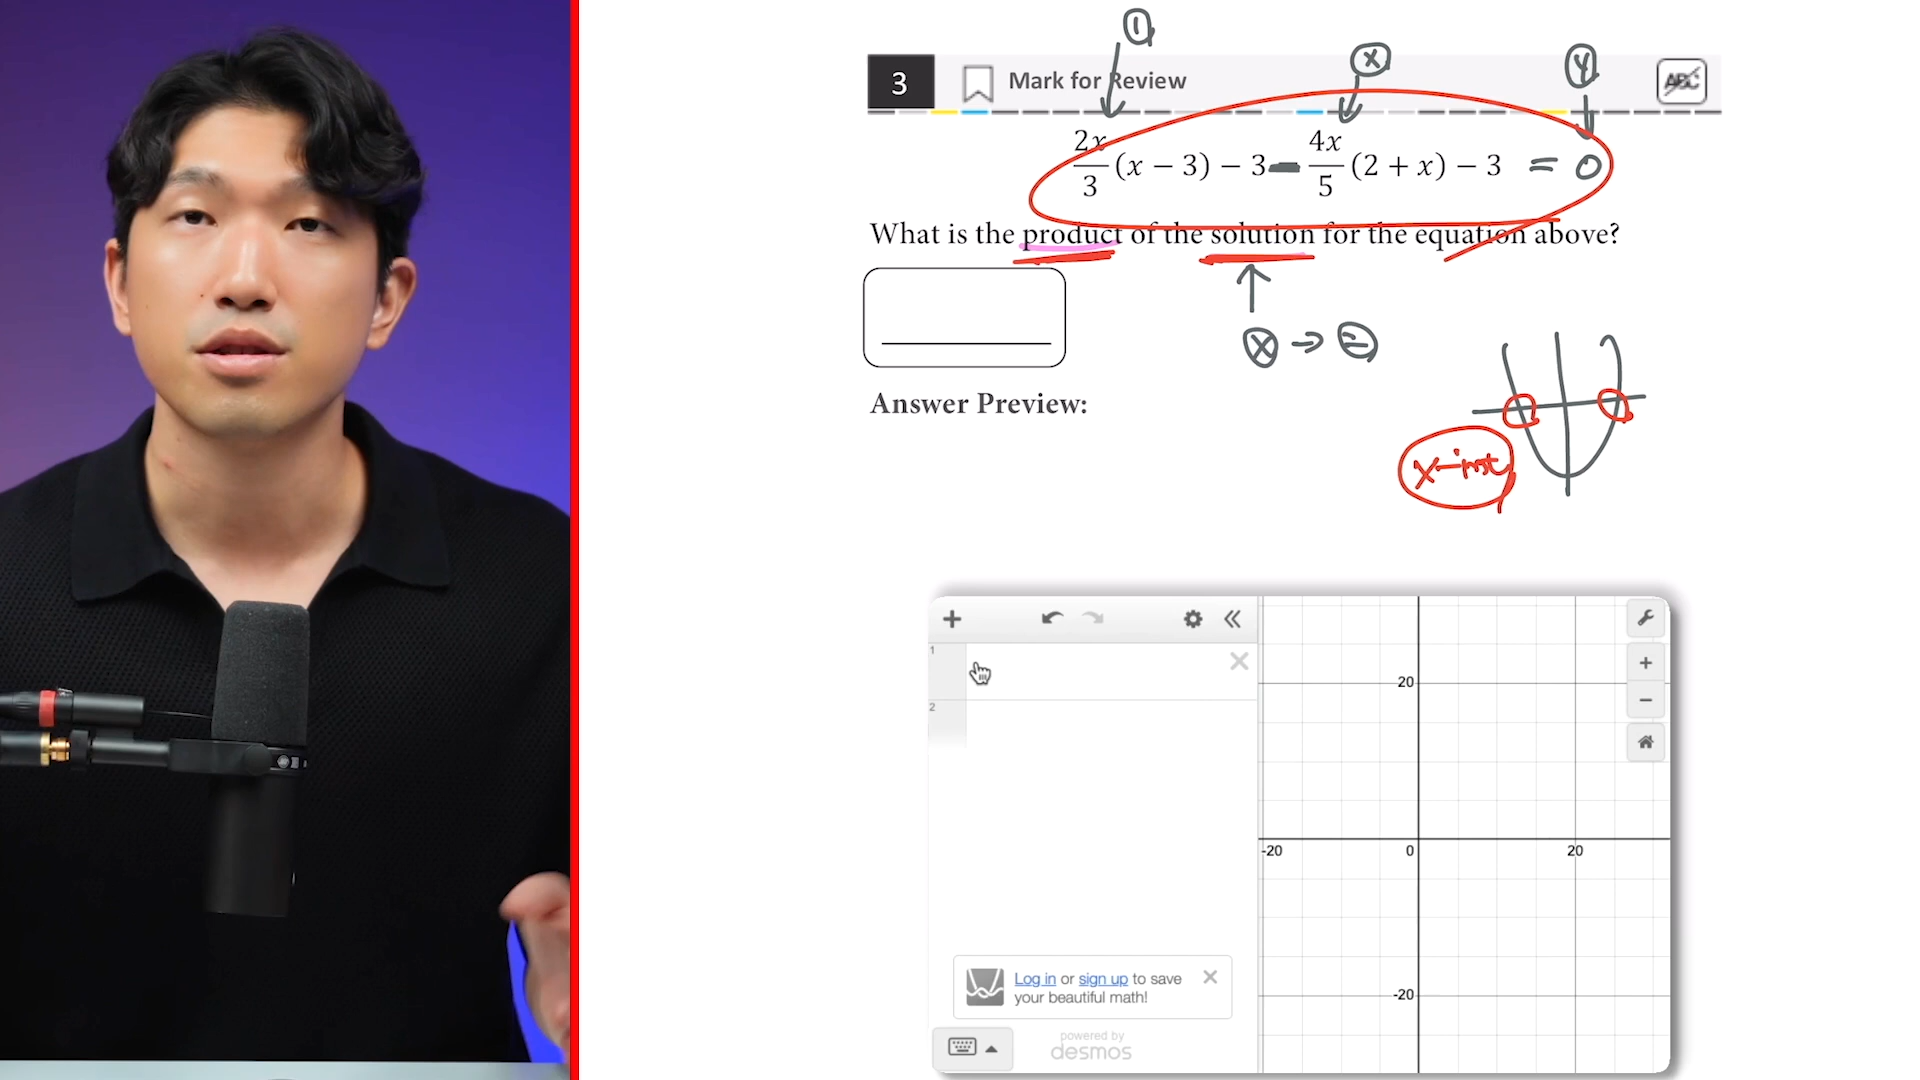 ①
3 Mark for Review ⓧ ⓨ ABC
2x/3 (x − 3) − 3 − 4x/5 (2 + x) − 3 = 0
What is the product of the solution for the equation above?
ⓧ → =
Answer Preview:
x-int
1
2
20
-20 0 20
-20
Log in or sign up to save
your beautiful math!
powered by
desmos